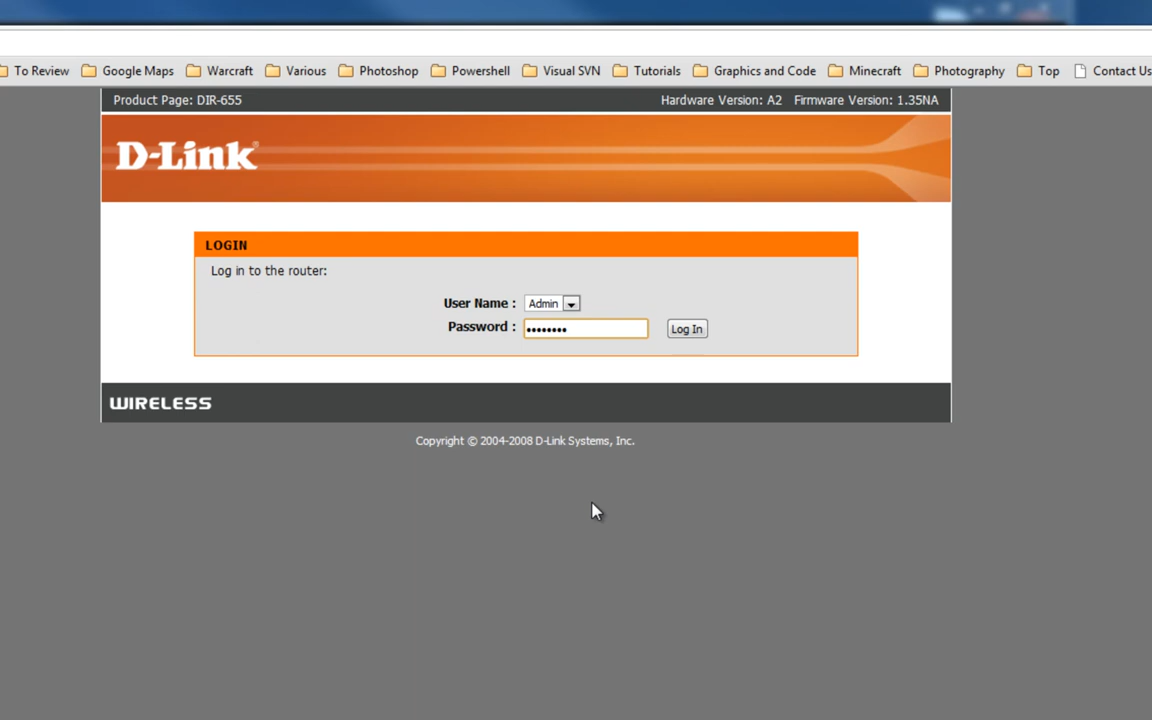 To Review Google Maps Warcraft Various Photoshop Powershell Visual SVN Tutorials Graphics and Code Minecraft Photography Top Contact Us
Product Page: DIR-655 Hardware Version: A2 Firmware Version: 1.35NA
D-Link
LOGIN
Log in to the router:
User Name : Admin
Password : •••••••• Log In
WIRELESS
Copyright © 2004-2008 D-Link Systems, Inc.